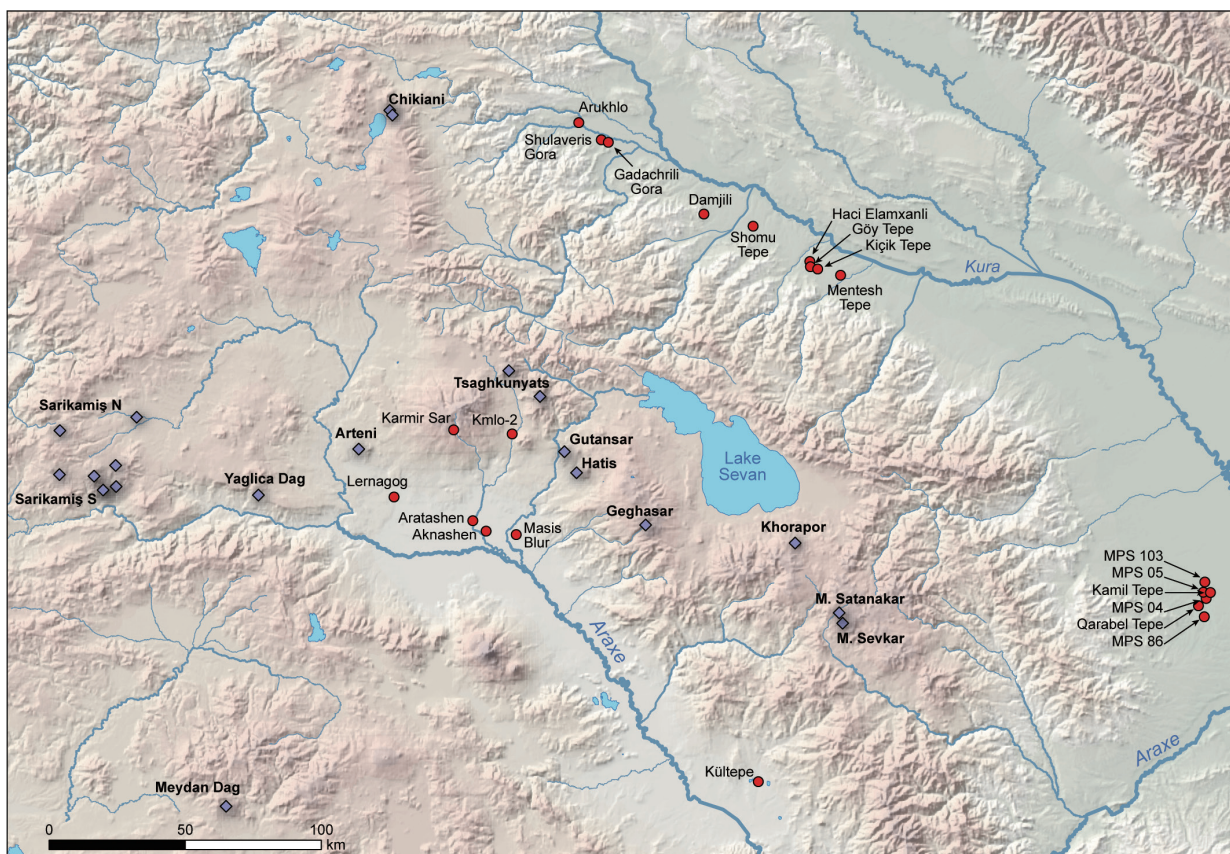 Chikiani
Arukhlo
Shulaveris
Gora
Gadachrili
Gora
Damjili
Shomu
Tepe
Haci Elamxanli
Göy Tepe
Kiçik Tepe
Mentesh
Tepe
Kura
Tsaghkunyats
Sarikamiş N
Karmir Sar
Kmlo-2
Arteni
Gutansar
Hatis
Lake
Sevan
Sarikamiş S
Yaglica Dag
Lernagog
Aratashen
Aknashen
Masis
Blur
Geghasar
Khorapor
MPS 103
MPS 05
Kamil Tepe
MPS 04
Qarabel Tepe
MPS 86
M. Satanakar
M. Sevkar
Araxe
Araxe
Kültepe
Meydan Dag
0 50 100
km